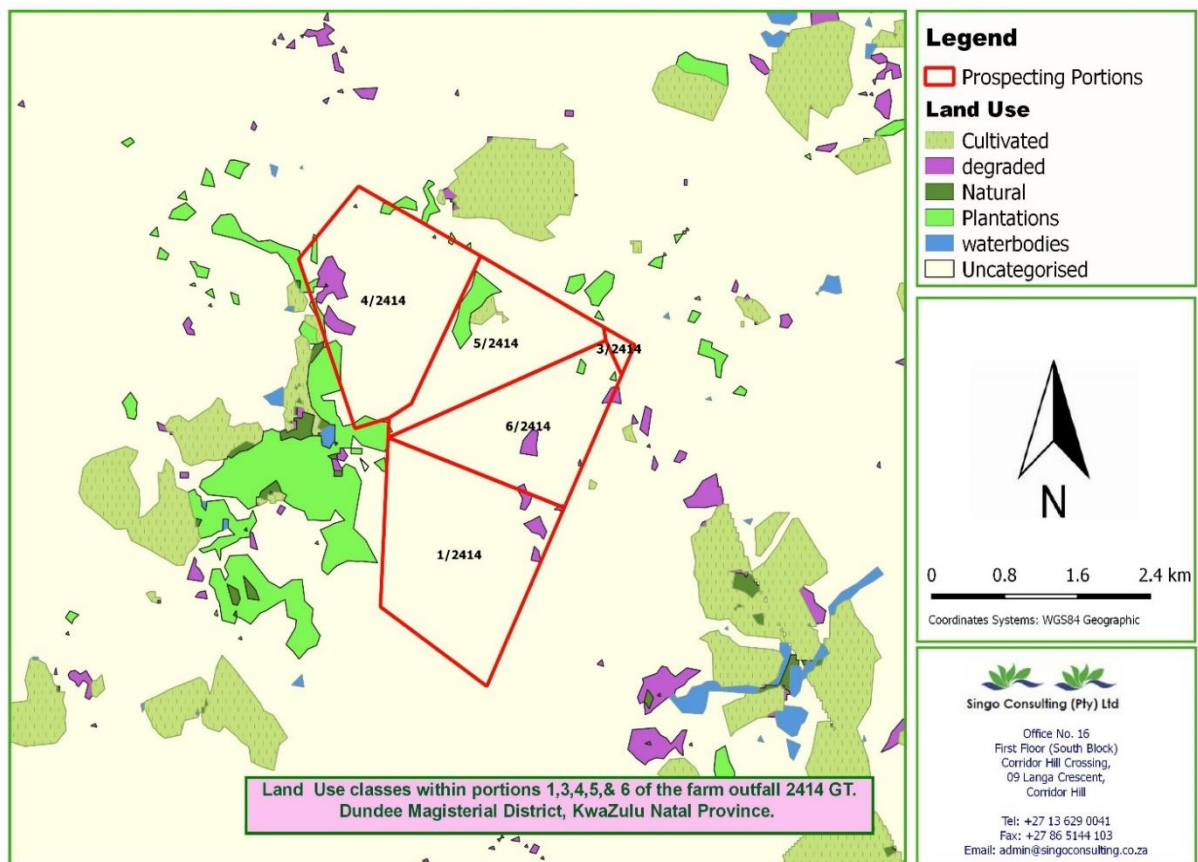 4/2414
5/2414
3/2414
6/2414
1/2414
Land Use classes within portions 1,3,4,5,& 6 of the farm outfall 2414 GT.
Dundee Magisterial District, KwaZulu Natal Province.
Legend
Prospecting Portions
Land Use
Cultivated
degraded
Natural
Plantations
waterbodies
Uncategorised
N
0 0.8 1.6 2.4 km
Coordinates Systems: WGS84 Geographic
Singo Consulting (Pty) Ltd
Office No. 16
First Floor (South Block)
Corridor Hill Crossing,
09 Langa Crescent,
Corridor Hill
Tel: +27 13 629 0041
Fax: +27 86 5144 103
Email: admin@singoconsulting.co.za